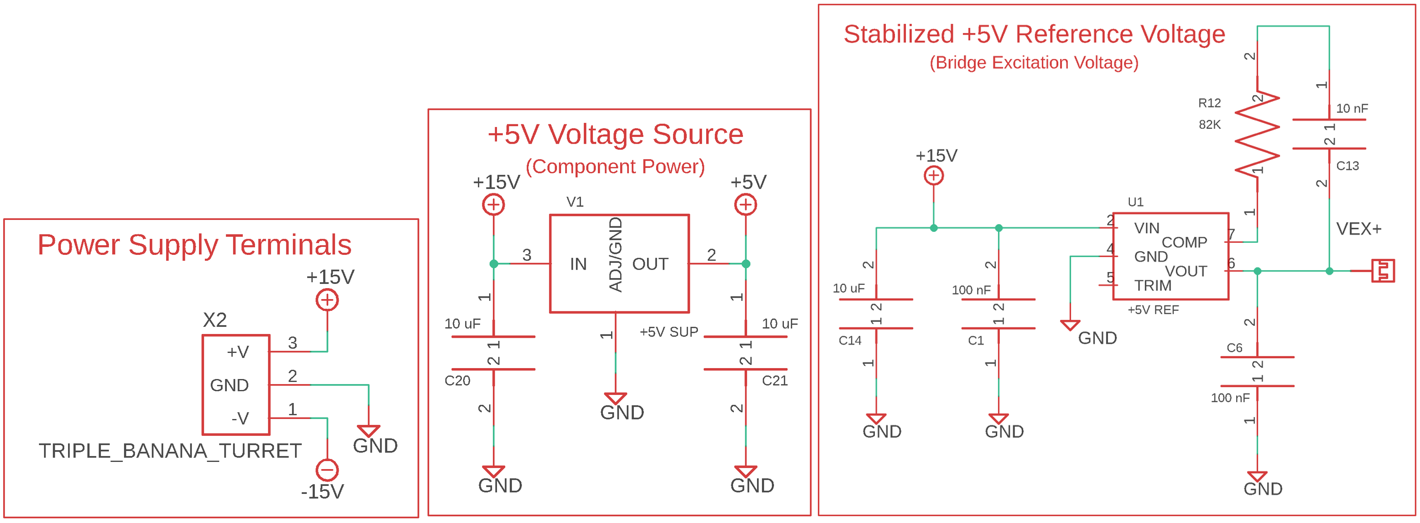 Power Supply Terminals
+15V
X2
+V
3
GND
2
-V
1
TRIPLE_BANANA_TURRET
GND
-15V
+5V Voltage Source
(Component Power)
+15V
+5V
V1
3
IN
ADJ/GND
OUT
2
1
1
1
10 uF
+5V SUP
10 uF
1
2
1
2
C20
C21
GND
2
2
GND
GND
Stabilized +5V Reference Voltage
(Bridge Excitation Voltage)
2
2
R12
82K
1
1
1
10 nF
1
2
C13
2
+15V
U1
2
VIN
COMP
7
4
GND
VOUT
6
5
TRIM
+5V REF
VEX+
GND
2
10 uF
2
1
C14
1
GND
2
100 nF
2
1
C1
1
GND
2
C6
2
1
100 nF
1
GND